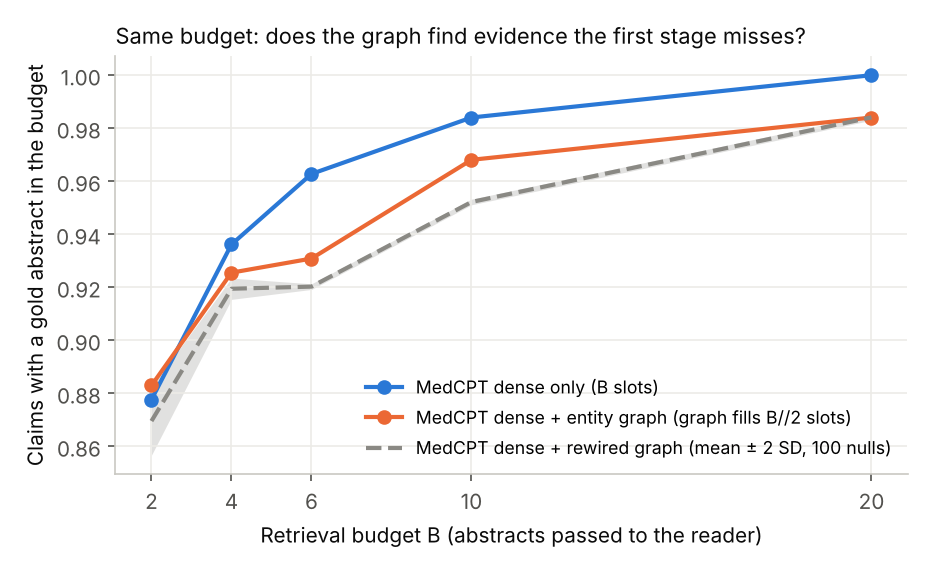 Same budget: does the graph find evidence the first stage misses?
Claims with a gold abstract in the budget
1.00
0.98
0.96
0.94
0.92
0.90
0.88
0.86
MedCPT dense only (B slots)
MedCPT dense + entity graph (graph fills B//2 slots)
MedCPT dense + rewired graph (mean ± 2 SD, 100 nulls)
2
4
6
10
20
Retrieval budget B (abstracts passed to the reader)